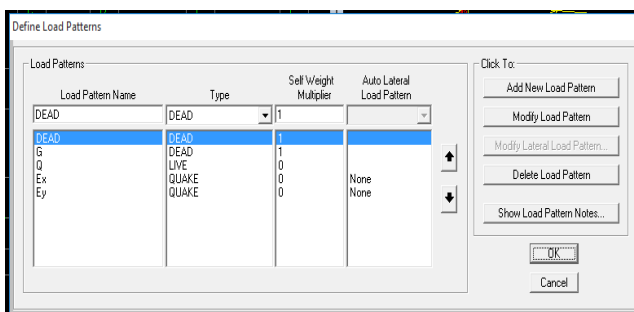 Define Load Patterns
Load Patterns
Click To:
Load Pattern Name Type Self Weight Multiplier Auto Lateral Load Pattern
DEAD DEAD 1
DEAD DEAD 1
G DEAD 1
Q LIVE 0
Ex QUAKE 0 None
Ey QUAKE 0 None
Add New Load Pattern
Modify Load Pattern
Modify Lateral Load Pattern...
Delete Load Pattern
Show Load Pattern Notes...
OK
Cancel